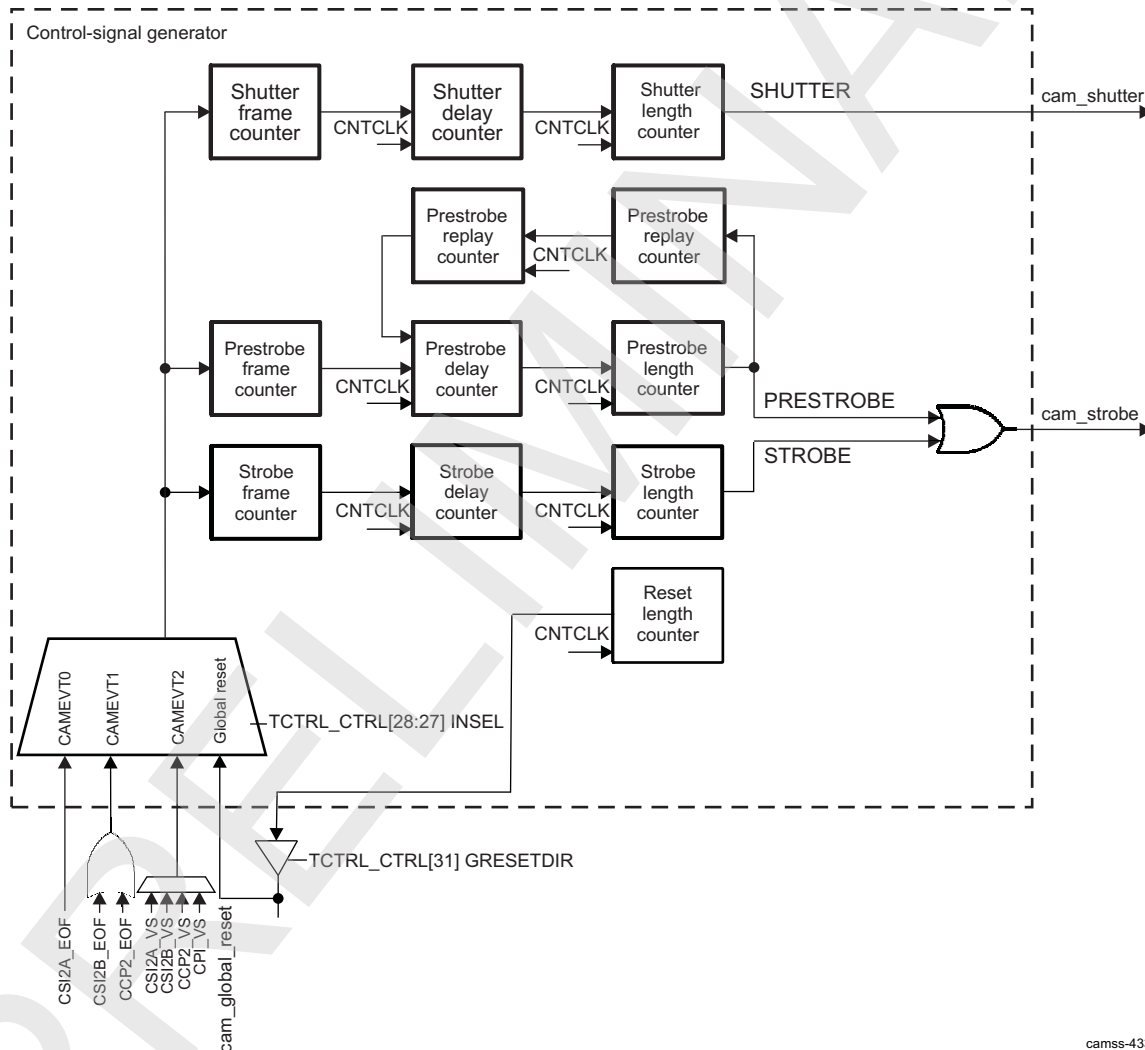 Control-signal generator
Shutter
frame
counter
CNTCLK
Shutter
delay
counter
CNTCLK
Shutter
length
counter
SHUTTER
cam_shutter
Prestrobe
replay
counter
CNTCLK
Prestrobe
replay
counter
Prestrobe
frame
counter
CNTCLK
Prestrobe
delay
counter
CNTCLK
Prestrobe
length
counter
PRESTROBE
cam_strobe
STROBE
Strobe
frame
counter
CNTCLK
Strobe
delay
counter
CNTCLK
Strobe
length
counter
Reset
length
counter
CNTCLK
CAMEVT0
CAMEVT1
CAMEVT2
Global reset
TCTRL_CTRL[28:27] INSEL
TCTRL_CTRL[31] GRESETDIR
CSI2A_EOF
CSI2B_EOF
CCP2_EOF
CSI2A_VS
CSI2B_VS
CCP2_VS
CPI_VS
cam_global_reset
camss-43
PRELIMINA